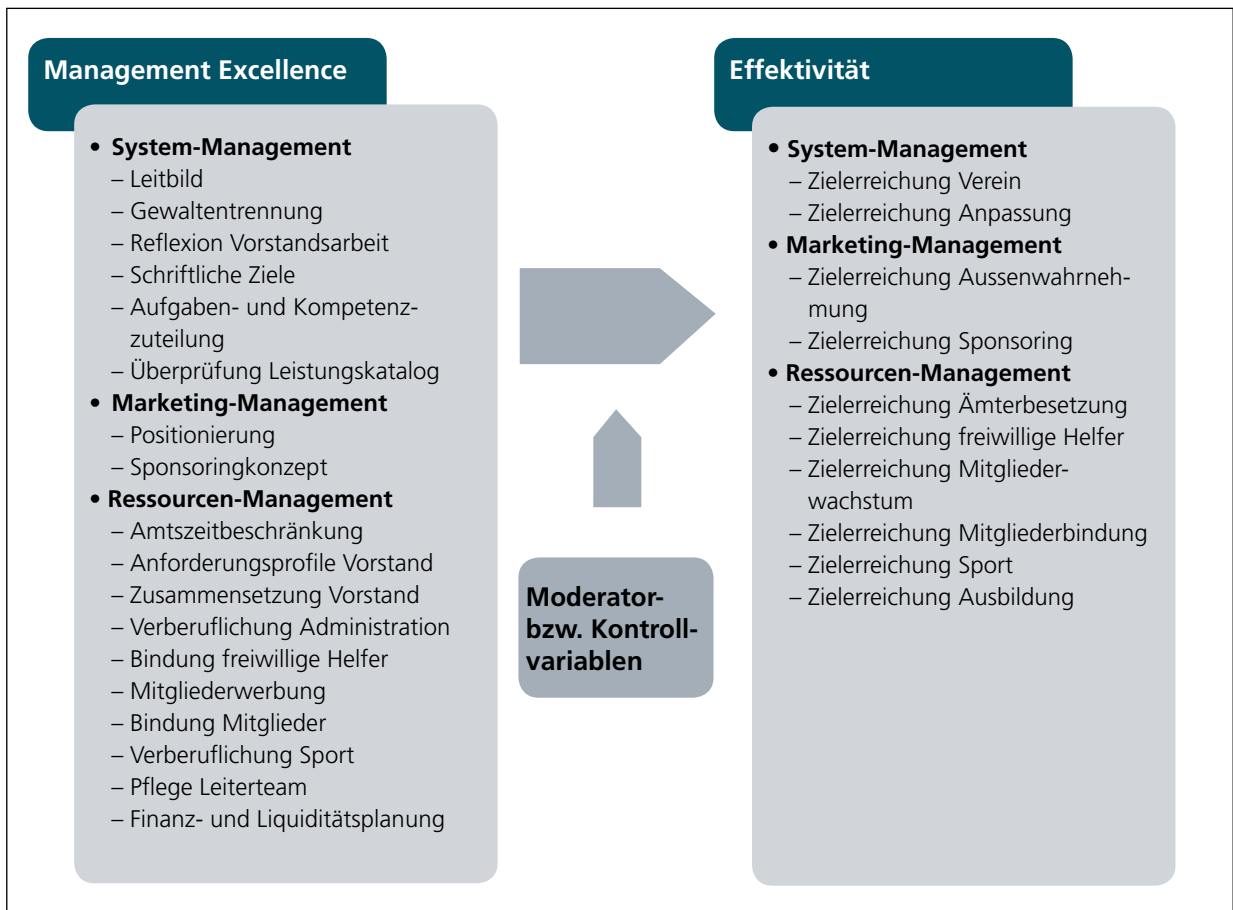 Management Excellence
• System-Management
– Leitbild
– Gewaltentrennung
– Reflexion Vorstandsarbeit
– Schriftliche Ziele
– Aufgaben- und Kompetenz-
zuteilung
– Überprüfung Leistungskatalog
• Marketing-Management
– Positionierung
– Sponsoringkonzept
• Ressourcen-Management
– Amtszeitbeschränkung
– Anforderungsprofile Vorstand
– Zusammensetzung Vorstand
– Verberuflichung Administration
– Bindung freiwillige Helfer
– Mitgliederwerbung
– Bindung Mitglieder
– Verberuflichung Sport
– Pflege Leiterteam
– Finanz- und Liquiditätsplanung
Moderator-
bzw. Kontroll-
variablen
Effektivität
• System-Management
– Zielerreichung Verein
– Zielerreichung Anpassung
• Marketing-Management
– Zielerreichung Aussenwahrneh-
mung
– Zielerreichung Sponsoring
• Ressourcen-Management
– Zielerreichung Ämterbesetzung
– Zielerreichung freiwillige Helfer
– Zielerreichung Mitglieder-
wachstum
– Zielerreichung Mitgliederbindung
– Zielerreichung Sport
– Zielerreichung Ausbildung